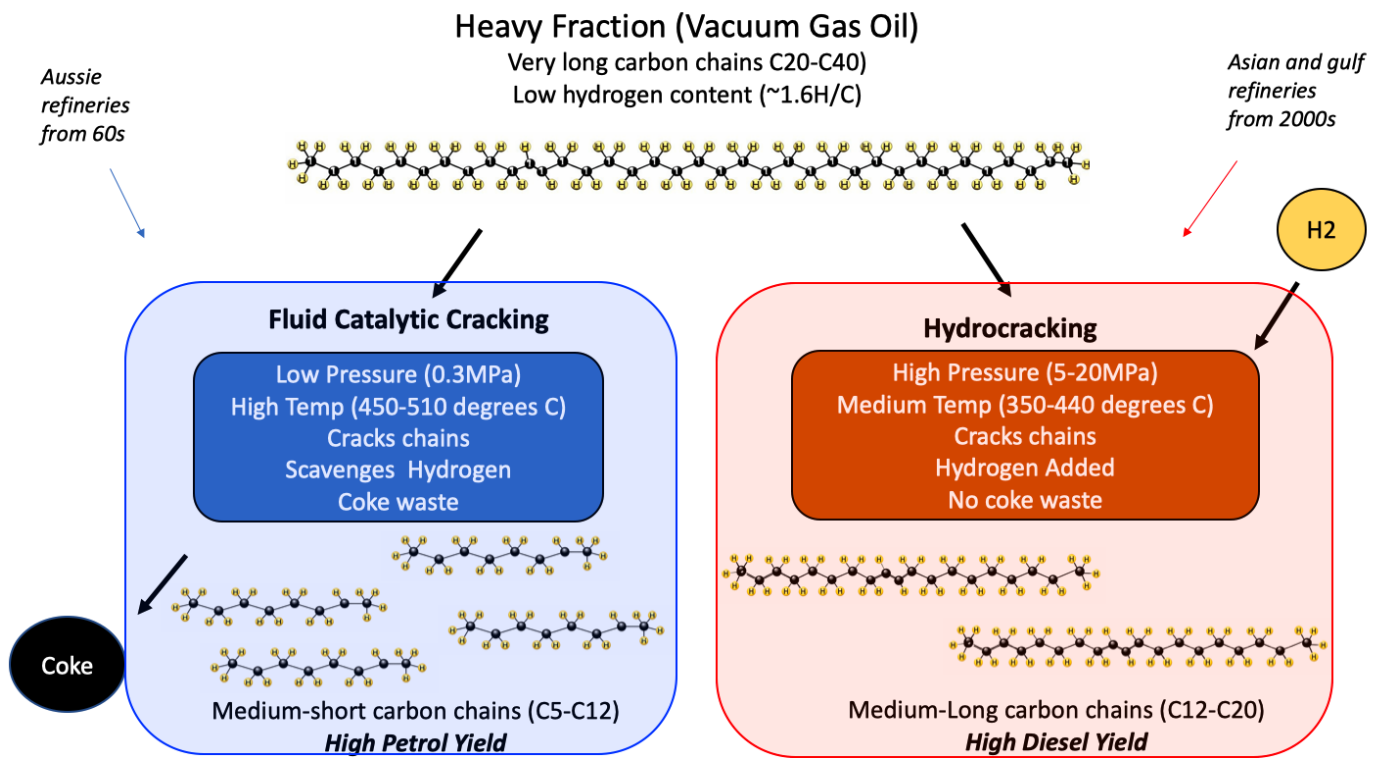 Heavy Fraction (Vacuum Gas Oil)
Very long carbon chains C20-C40)
Low hydrogen content (~1.6H/C)
Aussie
refineries
from 60s
Asian and gulf
refineries
from 2000s
H2
Fluid Catalytic Cracking
Low Pressure (0.3MPa)
High Temp (450-510 degrees C)
Cracks chains
Scavenges  Hydrogen
Coke waste
Coke
Medium-short carbon chains (C5-C12)
High Petrol Yield
Hydrocracking
High Pressure (5-20MPa)
Medium Temp (350-440 degrees C)
Cracks chains
Hydrogen Added
No coke waste
Medium-Long carbon chains (C12-C20)
High Diesel Yield